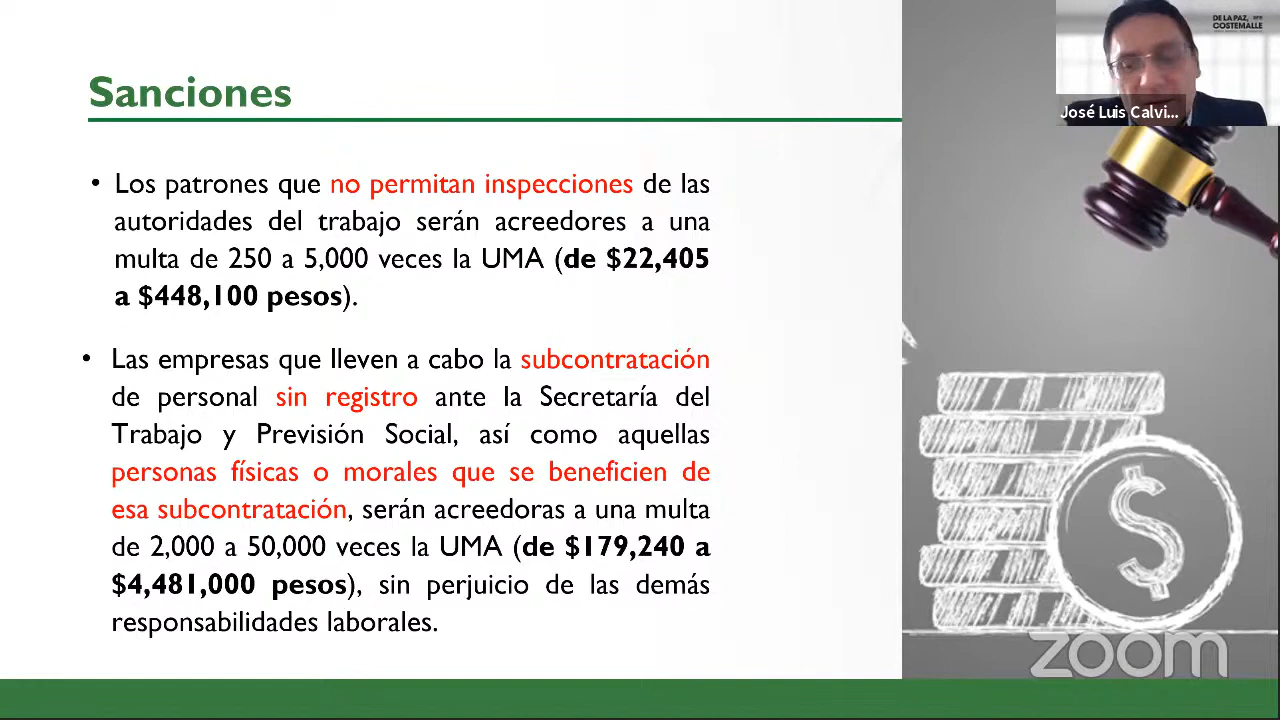 Sanciones
• Los patrones que no permitan inspecciones de las
autoridades del trabajo serán acreedores a una
multa de 250 a 5,000 veces la UMA (de $22,405
a $448,100 pesos).
• Las empresas que lleven a cabo la subcontratación
de personal sin registro ante la Secretaría del
Trabajo y Previsión Social, así como aquellas
personas físicas o morales que se beneficien de
esa subcontratación, serán acreedoras a una multa
de 2,000 a 50,000 veces la UMA (de $179,240 a
$4,481,000 pesos), sin perjuicio de las demás
responsabilidades laborales.
DE LA PAZ,
COSTEMALLE
José Luis Calvi...
$
zoom